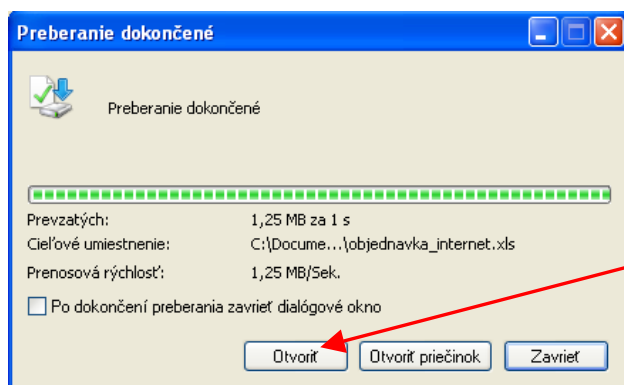 Preberanie dokončené
Preberanie dokončené
Prevzatých: 1,25 MB za 1 s
Cieľové umiestnenie: C:\Docume...\objednavka_internet.xls
Prenosová rýchlosť: 1,25 MB/Sek.
Po dokončení preberania zavrieť dialógové okno
Otvoriť Otvoriť priečinok Zavrieť